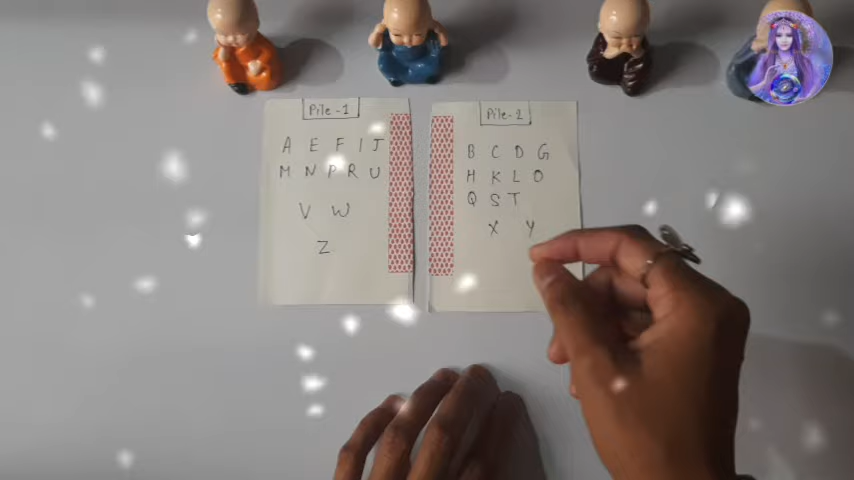 Pile-1
A E F I J
M N P R U
V W
Z
Pile-2
B C D G
H K L O
Q S T
X Y